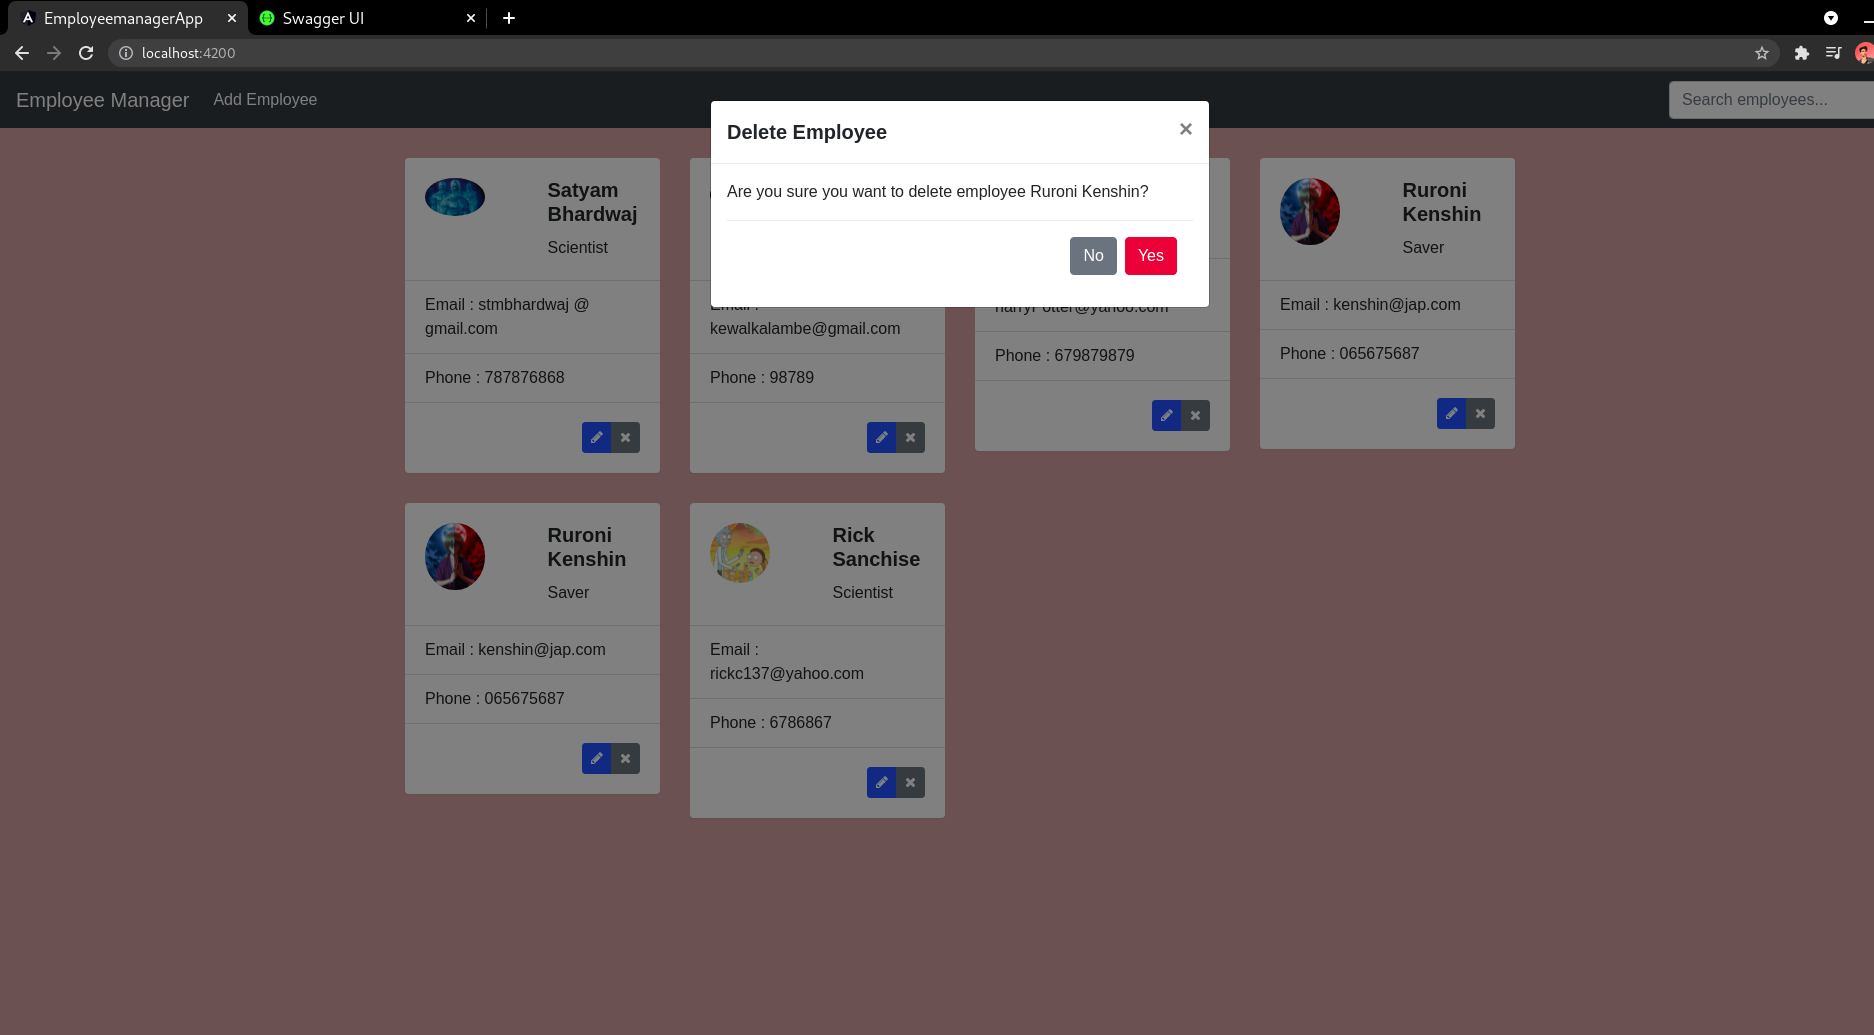 EmployeemanagerApp
Swagger UI
localhost:4200
Employee Manager
Add Employee
Search employees...
Delete Employee
Are you sure you want to delete employee Ruroni Kenshin?
No
Yes
Satyam
Bhardwaj
Scientist
Email : stmbhardwaj @
gmail.com
Phone : 787876868
Email :
kewalkalambe@gmail.com
Phone : 98789
harryPotter@yahoo.com
Phone : 679879879
Ruroni
Kenshin
Saver
Email : kenshin@jap.com
Phone : 065675687
Ruroni
Kenshin
Saver
Email : kenshin@jap.com
Phone : 065675687
Rick
Sanchise
Scientist
Email :
rickc137@yahoo.com
Phone : 6786867